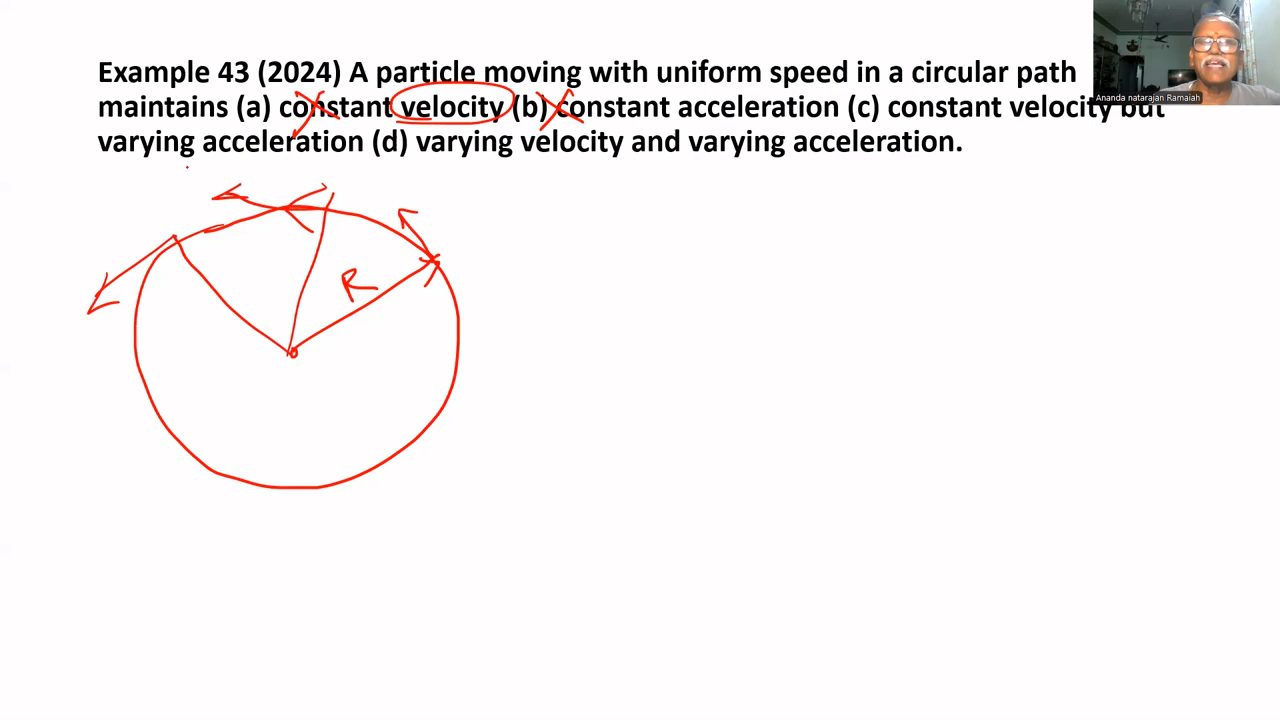 Example 43 (2024) A particle moving with uniform speed in a circular path
maintains (a) constant velocity (b) constant acceleration (c) constant velocity but
varying acceleration (d) varying velocity and varying acceleration.
Ananda natarajan Ramaiah
R